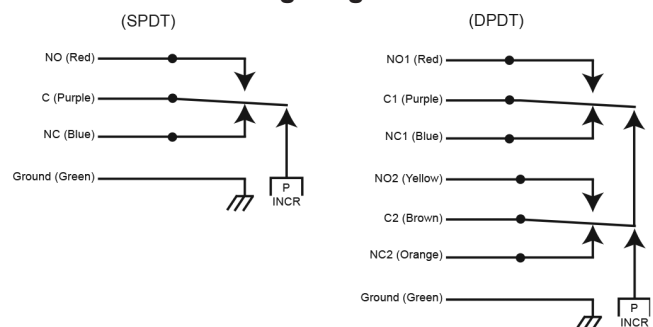 (SPDT)
NO (Red)
C (Purple)
NC (Blue)
Ground (Green)
P
INCR
(DPDT)
NO1 (Red)
C1 (Purple)
NC1 (Blue)
NO2 (Yellow)
C2 (Brown)
NC2 (Orange)
Ground (Green)
P
INCR